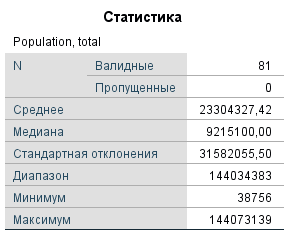 Статистика
Population, total
N Валидные 81
Пропущенные 0
Среднее 23304327,42
Медиана 9215100,00
Стандартная отклонения 31582055,50
Диапазон 144034383
Минимум 38756
Максимум 144073139